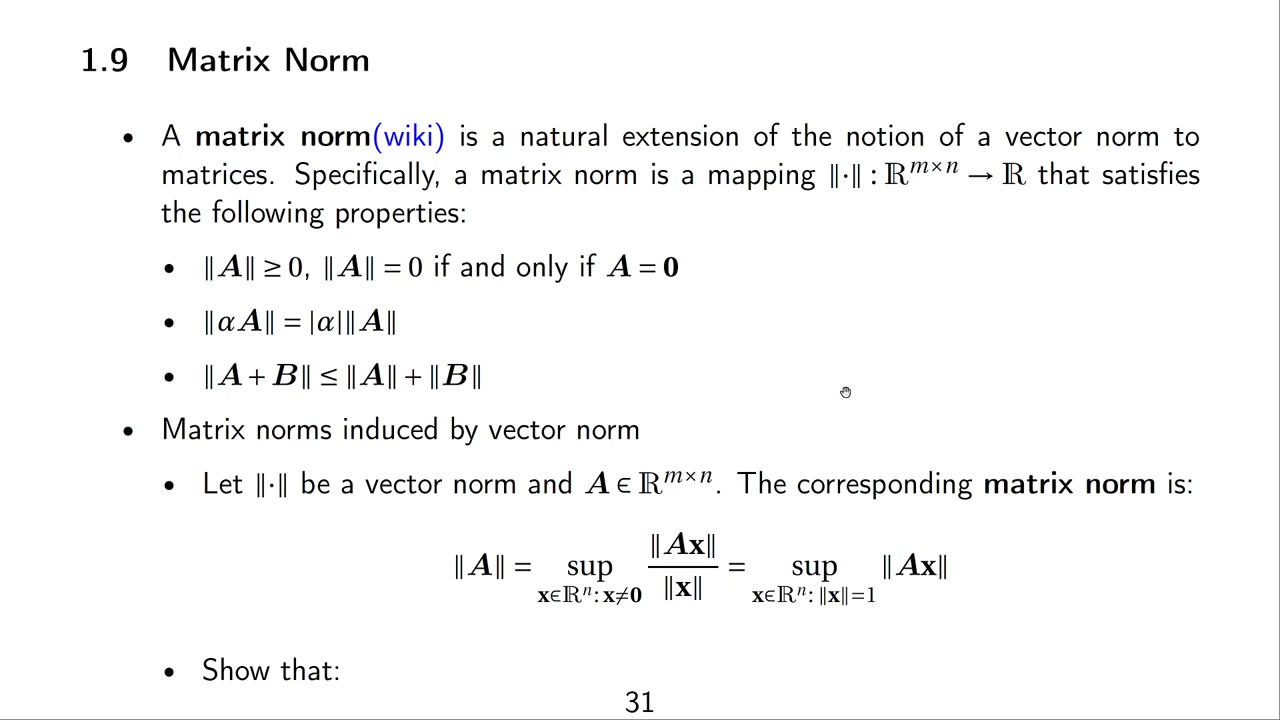 1.9 Matrix Norm
• A matrix norm(wiki) is a natural extension of the notion of a vector norm to
matrices. Specifically, a matrix norm is a mapping ‖·‖ : ℝ^{m×n} → ℝ that satisfies
the following properties:
• ‖A‖ ≥ 0, ‖A‖ = 0 if and only if A = 0
• ‖αA‖ = |α|‖A‖
• ‖A + B‖ ≤ ‖A‖ + ‖B‖
• Matrix norms induced by vector norm
• Let ‖·‖ be a vector norm and A ∈ ℝ^{m×n}. The corresponding matrix norm is:
‖A‖ = sup_{x∈ℝ^n: x≠0} ‖Ax‖/‖x‖ = sup_{x∈ℝ^n: ‖x‖=1} ‖Ax‖
• Show that:
31